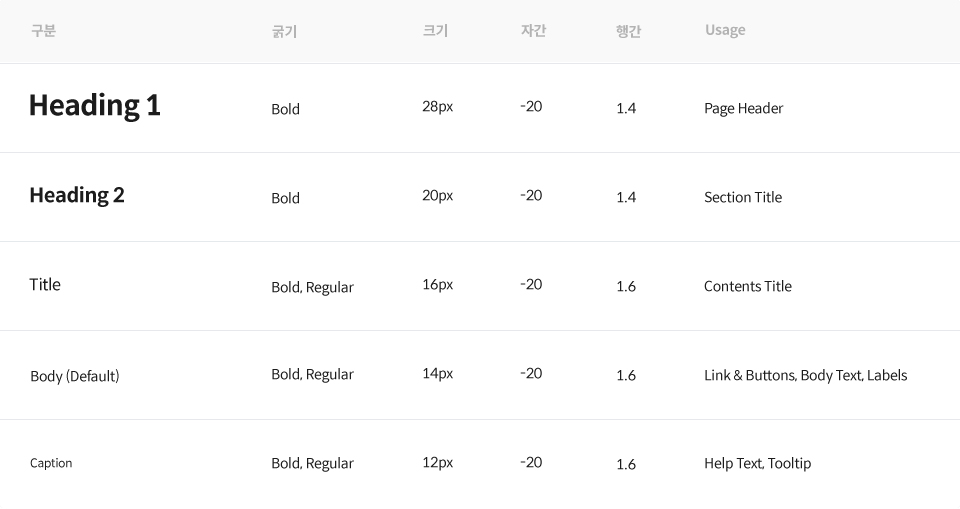 구분 굵기 크기 자간 행간 Usage
Heading 1 Bold 28px -20 1.4 Page Header
Heading 2 Bold 20px -20 1.4 Section Title
Title Bold, Regular 16px -20 1.6 Contents Title
Body (Default) Bold, Regular 14px -20 1.6 Link & Buttons, Body Text, Labels
Caption Bold, Regular 12px -20 1.6 Help Text, Tooltip